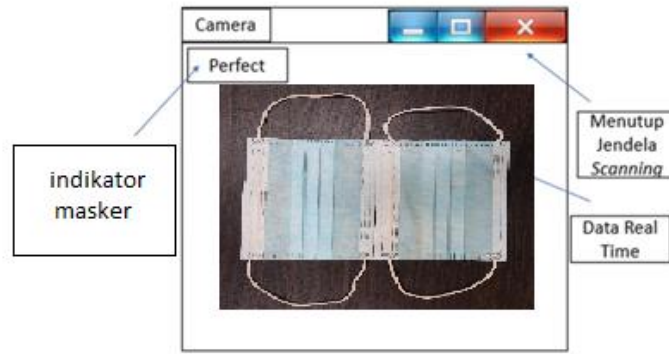 Camera
Perfect
indikator
masker
Menutup
Jendela
Scanning
Data Real
Time